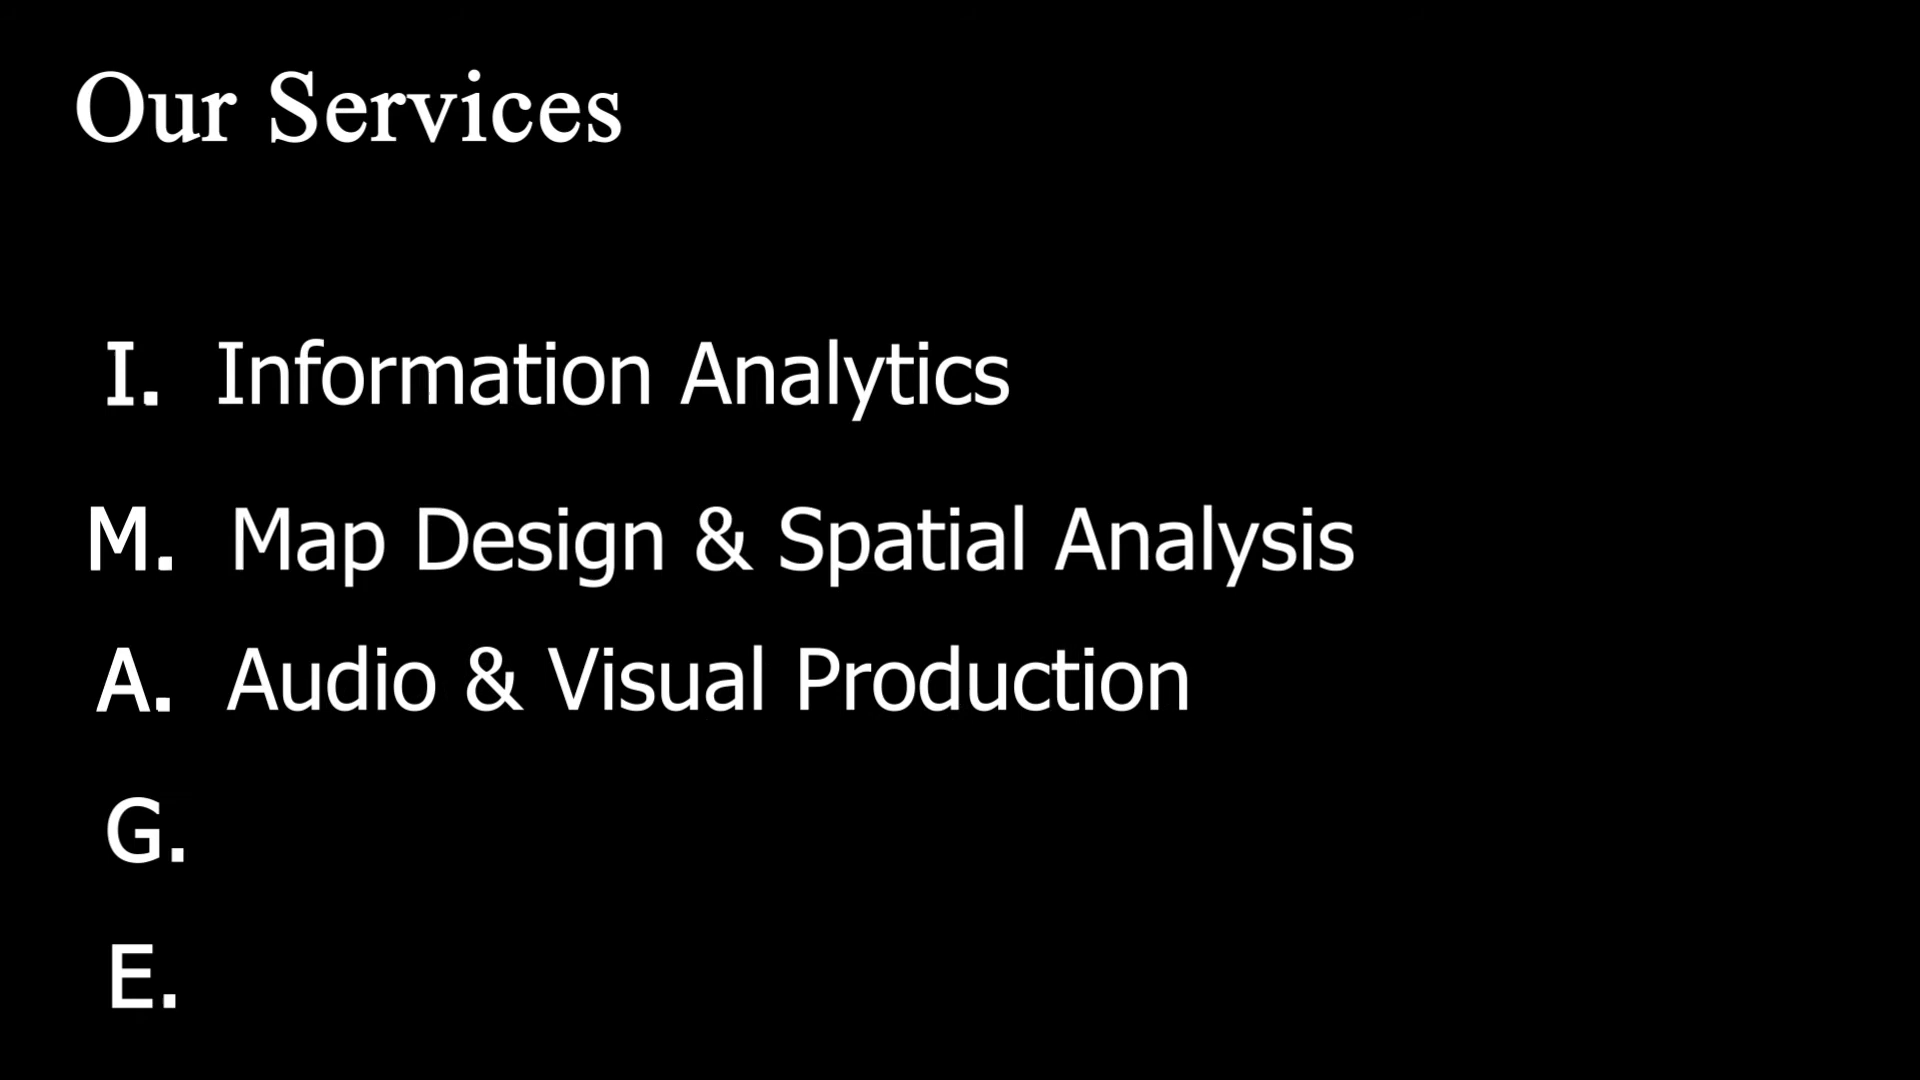 Our Services
I. Information Analytics
M. Map Design & Spatial Analysis
A. Audio & Visual Production
G.
E.